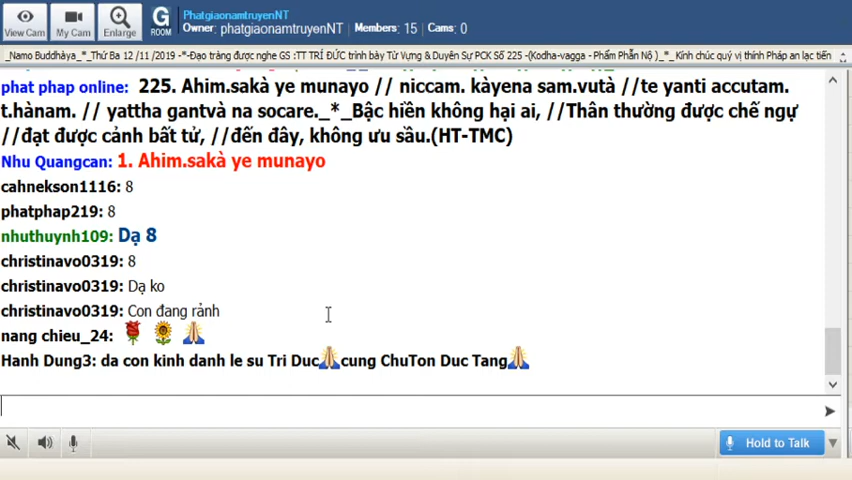 View Cam
My Cam
Enlarge
G
ROOM
PhatgiaonamtruyenNT
Owner: phatgiaonamtruyenNT Members: 15 Cams: 0
_Namo Buddhàya_*_Thứ Ba 12 /11 /2019 -*-Đạo tràng được nghe GS :TT TRÍ ĐỨC trình bày Từ Vựng & Duyên Sự PCK Số 225 -(Kodha-vagga - Phẩm Phẫn Nộ )_*_ Kính chúc quý vị thính Pháp an lạc tiến
phat phap online: 225. Ahim.sakà ye munayo // niccam. kàyena sam.vutà //te yanti accutam.
t.hànam. // yattha gantvà na socare._*_Bậc hiền không hại ai, //Thân thường được chế ngự
//đạt được cảnh bất tử, //đến đây, không ưu sầu.(HT-TMC)
Nhu Quangcan: 1. Ahim.sakà ye munayo
cahnekson1116: 8
phatphap219: 8
nhuthuynh109: Dạ 8
christinavo0319: 8
christinavo0319: Dạ ko
christinavo0319: Con đang rảnh
nang chieu_24:
Hanh Dung3: da con kinh danh le su Tri Duc cung ChuTon Duc Tang
Hold to Talk